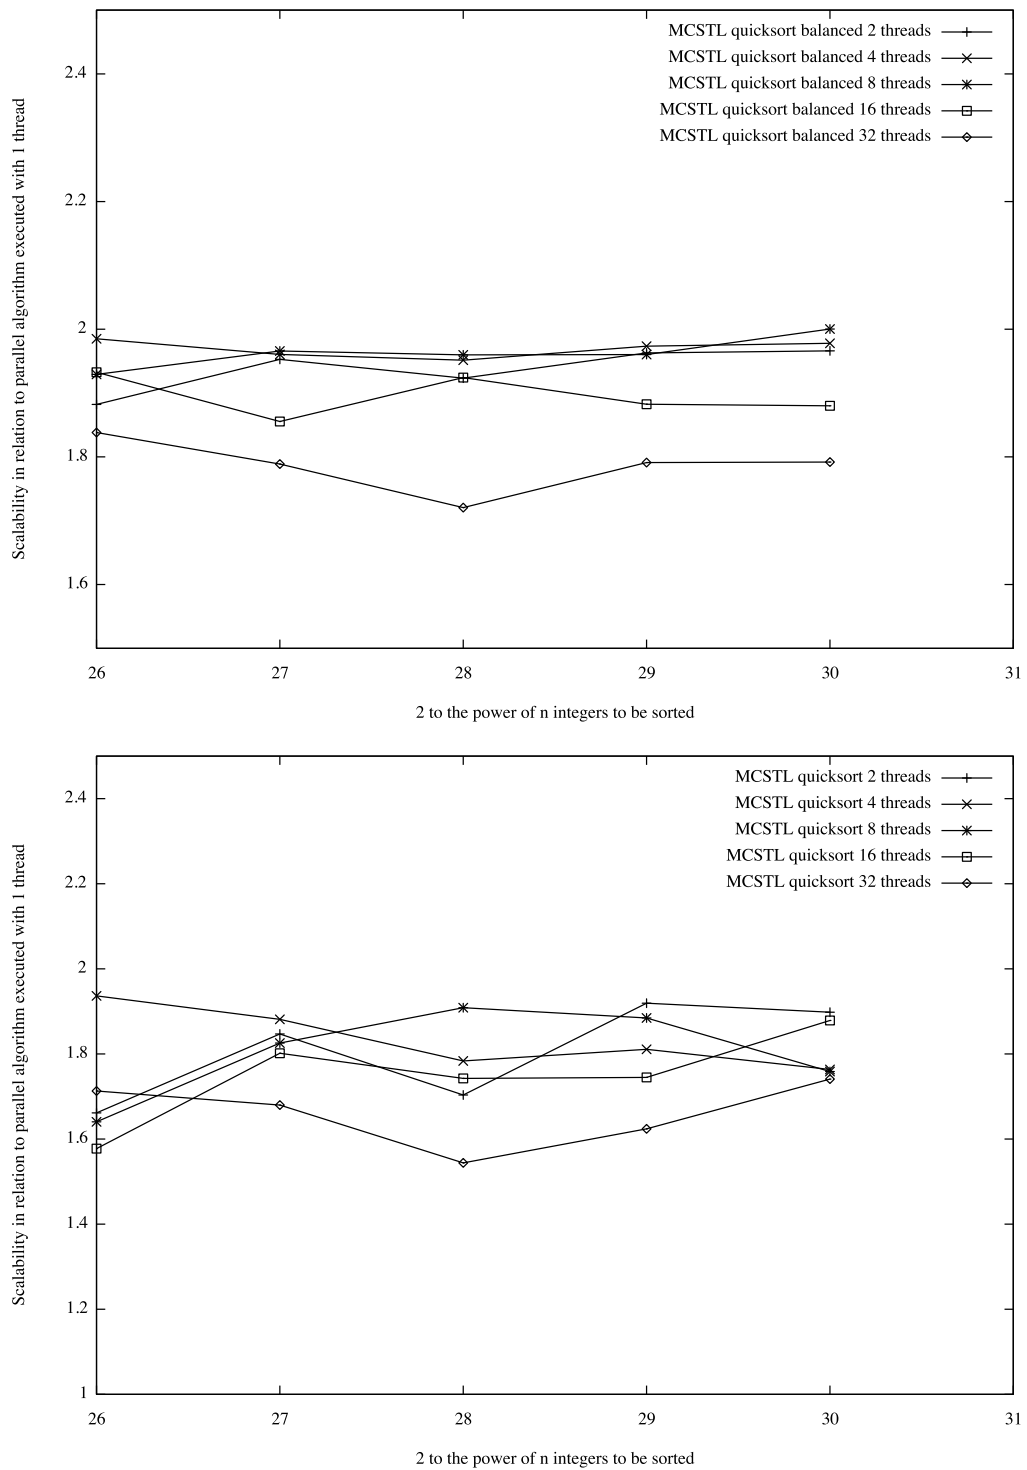 MCSTL quicksort balanced 2 threads
MCSTL quicksort balanced 4 threads
MCSTL quicksort balanced 8 threads
MCSTL quicksort balanced 16 threads
MCSTL quicksort balanced 32 threads
Scalability in relation to parallel algorithm executed with 1 thread
2.4
2.2
2
1.8
1.6
26 27 28 29 30 31
2 to the power of n integers to be sorted
MCSTL quicksort 2 threads
MCSTL quicksort 4 threads
MCSTL quicksort 8 threads
MCSTL quicksort 16 threads
MCSTL quicksort 32 threads
Scalability in relation to parallel algorithm executed with 1 thread
2.4
2.2
2
1.8
1.6
1.4
1.2
1
26 27 28 29 30 31
2 to the power of n integers to be sorted